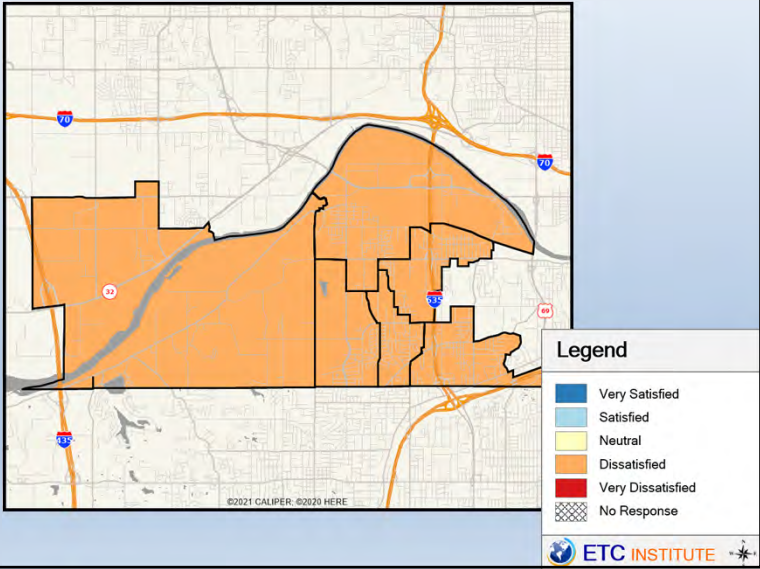 70
70
32
635
69
435
©2021 CALIPER; ©2020 HERE
Legend
Very Satisfied
Satisfied
Neutral
Dissatisfied
Very Dissatisfied
No Response
ETC INSTITUTE
N
W
E
S